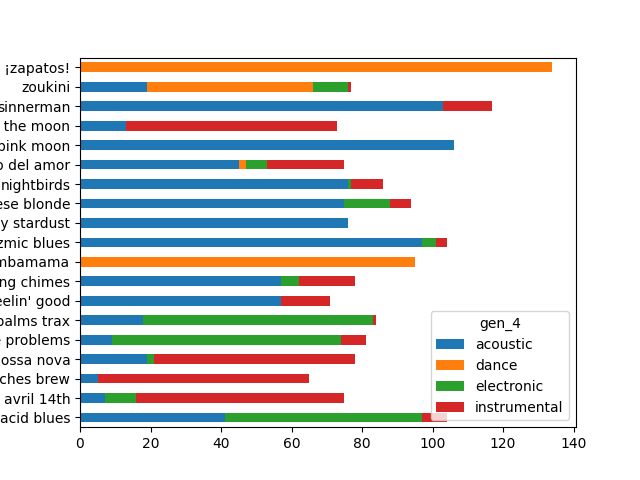 ¡zapatos!
zoukini
sinnerman
the moon
pink moon
o del amor
nightbirds
ese blonde
y stardust
zmic blues
mbamama
ng chimes
eelin' good
palms trax
e problems
ossa nova
ches brew
avril 14th
acid blues
gen_4
acoustic
dance
electronic
instrumental
0 20 40 60 80 100 120 140